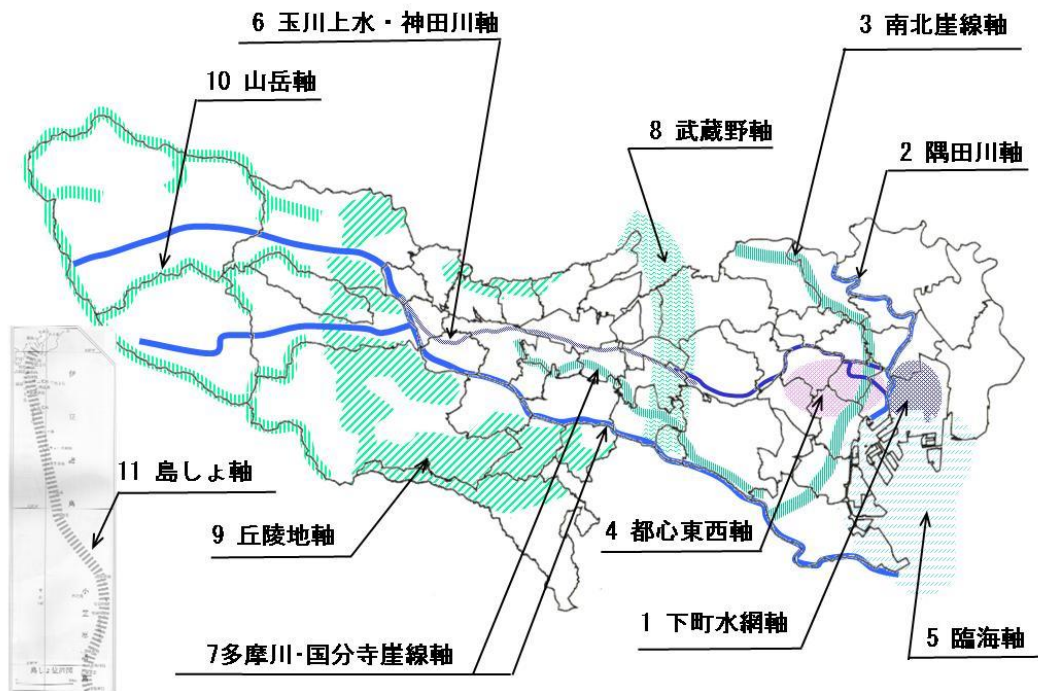 6 玉川上水・神田川軸
3 南北崖線軸
10 山岳軸
8 武蔵野軸
2 隅田川軸
11 島しょ軸
9 丘陵地軸
4 都心東西軸
1 下町水網軸
5 臨海軸
7多摩川・国分寺崖線軸